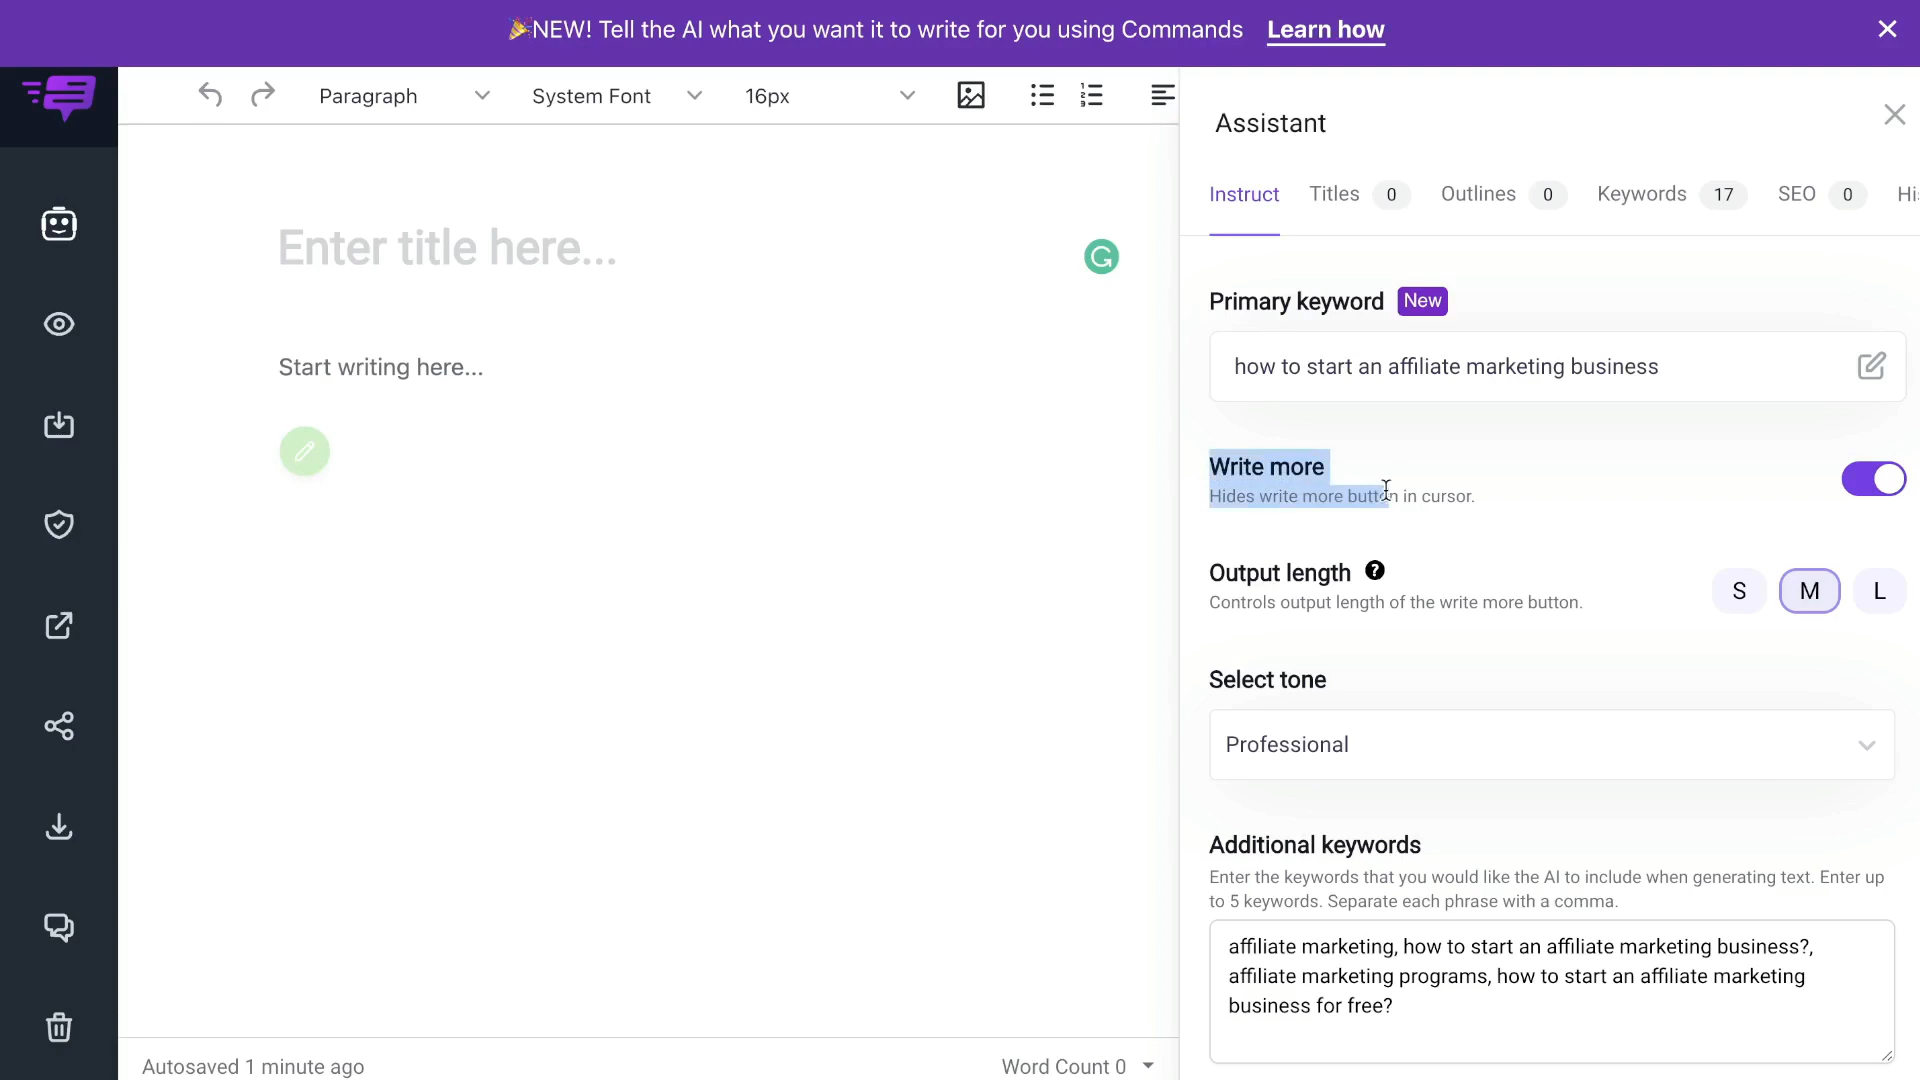 🎉NEW! Tell the AI what you want it to write for you using Commands Learn how
Paragraph System Font 16px
Enter title here...
Start writing here...
Autosaved 1 minute ago Word Count 0
Assistant
Instruct Titles 0 Outlines 0 Keywords 17 SEO 0 His
Primary keyword New
how to start an affiliate marketing business
Write more
Hides write more button in cursor.
Output length ?
Controls output length of the write more button.
S M L
Select tone
Professional
Additional keywords
Enter the keywords that you would like the AI to include when generating text. Enter up
to 5 keywords. Separate each phrase with a comma.
affiliate marketing, how to start an affiliate marketing business?,
affiliate marketing programs, how to start an affiliate marketing
business for free?